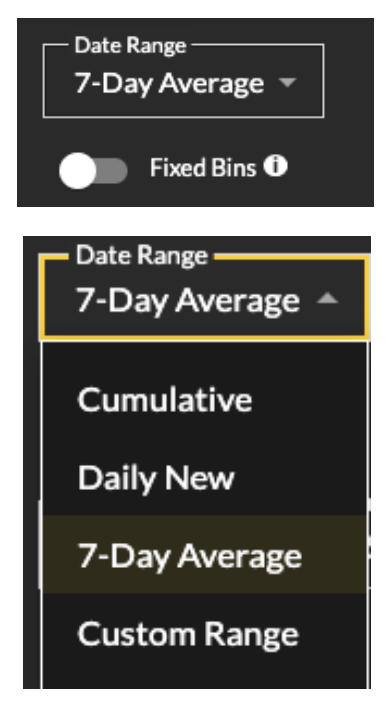 Date Range
7-Day Average
Fixed Bins
Date Range
7-Day Average
Cumulative
Daily New
7-Day Average
Custom Range